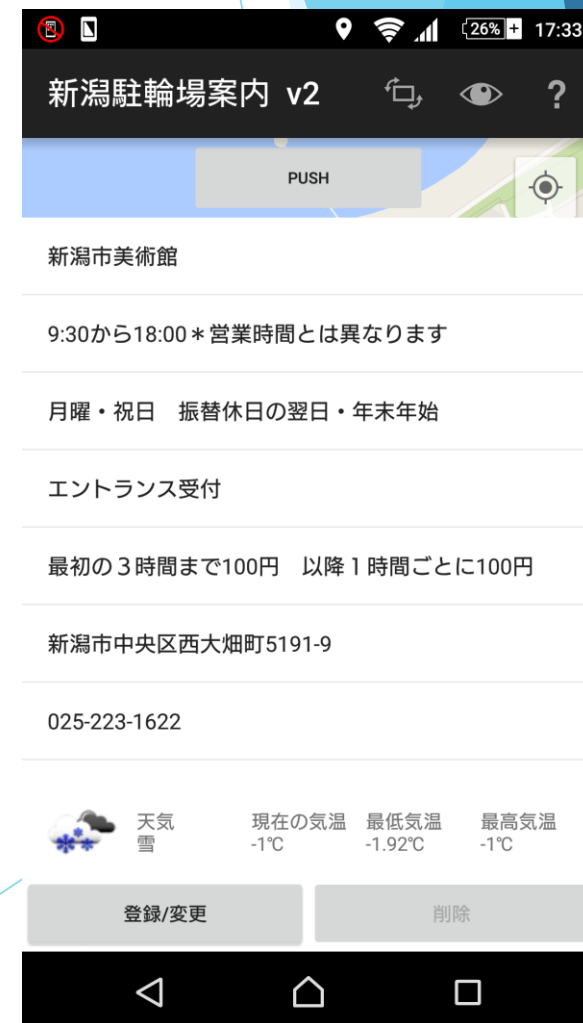 26% 17:33
新潟駐輪場案内 v2 ?
PUSH
新潟市美術館
9:30から18:00＊営業時間とは異なります
月曜・祝日　振替休日の翌日・年末年始
エントランス受付
最初の３時間まで100円　以降１時間ごとに100円
新潟市中央区西大畑町5191-9
025-223-1622
天気 現在の気温 最低気温 最高気温
雪 -1℃ -1.92℃ -1℃
登録/変更 削除